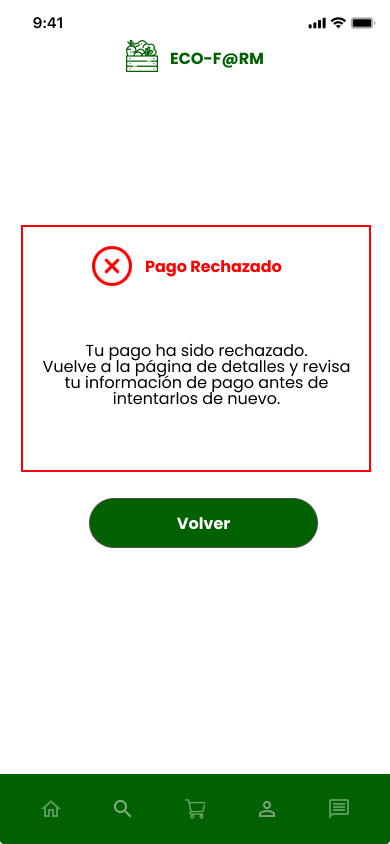 9:41
ECO-F@RM
Pago Rechazado
Tu pago ha sido rechazado.
Vuelve a la página de detalles y revisa
tu información de pago antes de
intentarlos de nuevo.
Volver